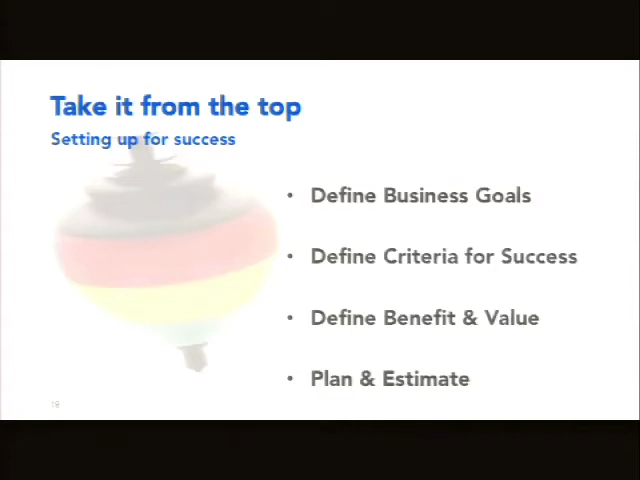 Take it from the top
Setting up for success
• Define Business Goals
• Define Criteria for Success
• Define Benefit & Value
• Plan & Estimate